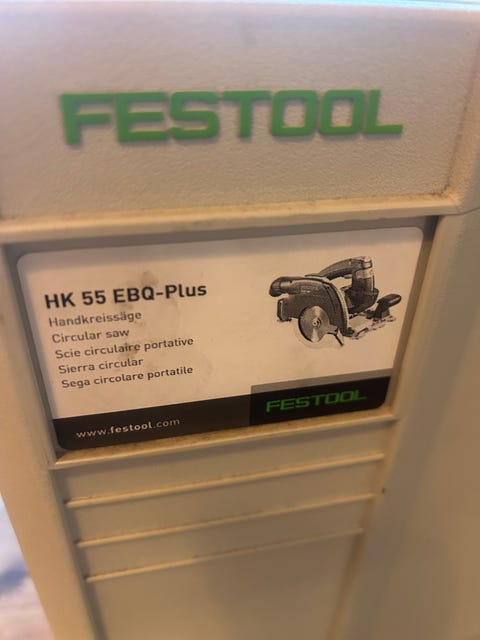 FESTOOL
HK 55 EBQ-Plus
Handkreissäge
Circular saw
Scie circulaire portative
Sierra circular
Sega circolare portatile
www.festool.com
FESTOOL